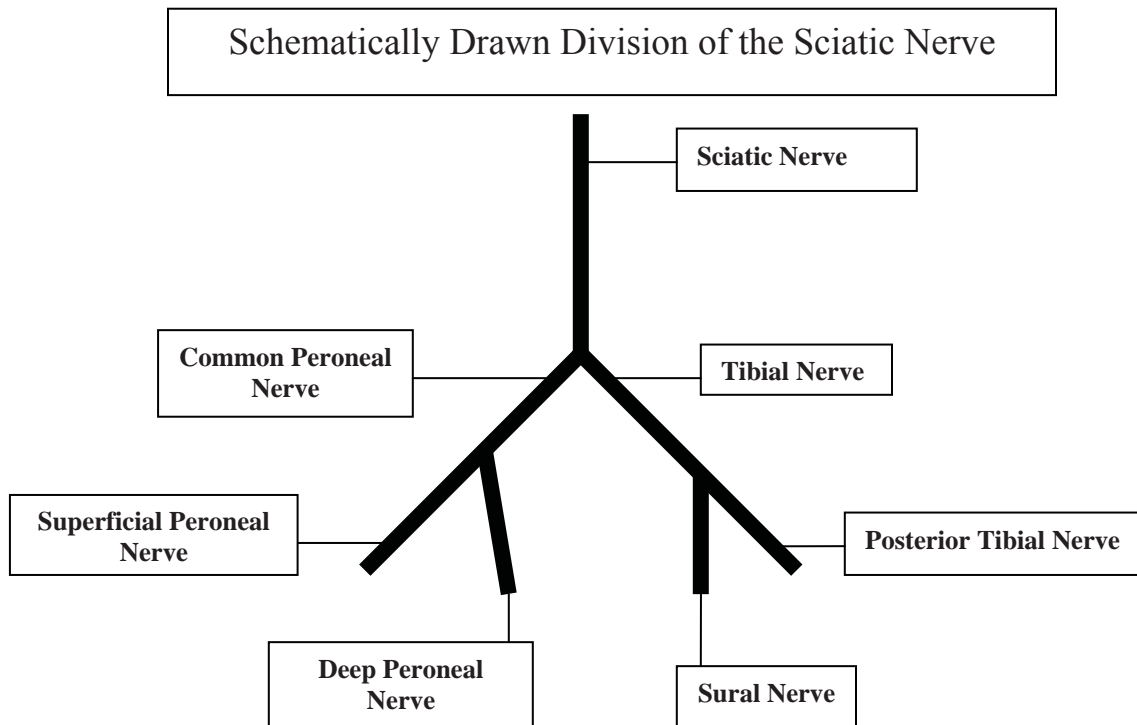 Schematically Drawn Division of the Sciatic Nerve
Sciatic Nerve
Common Peroneal
Nerve
Tibial Nerve
Superficial Peroneal
Nerve
Posterior Tibial Nerve
Deep Peroneal
Nerve
Sural Nerve